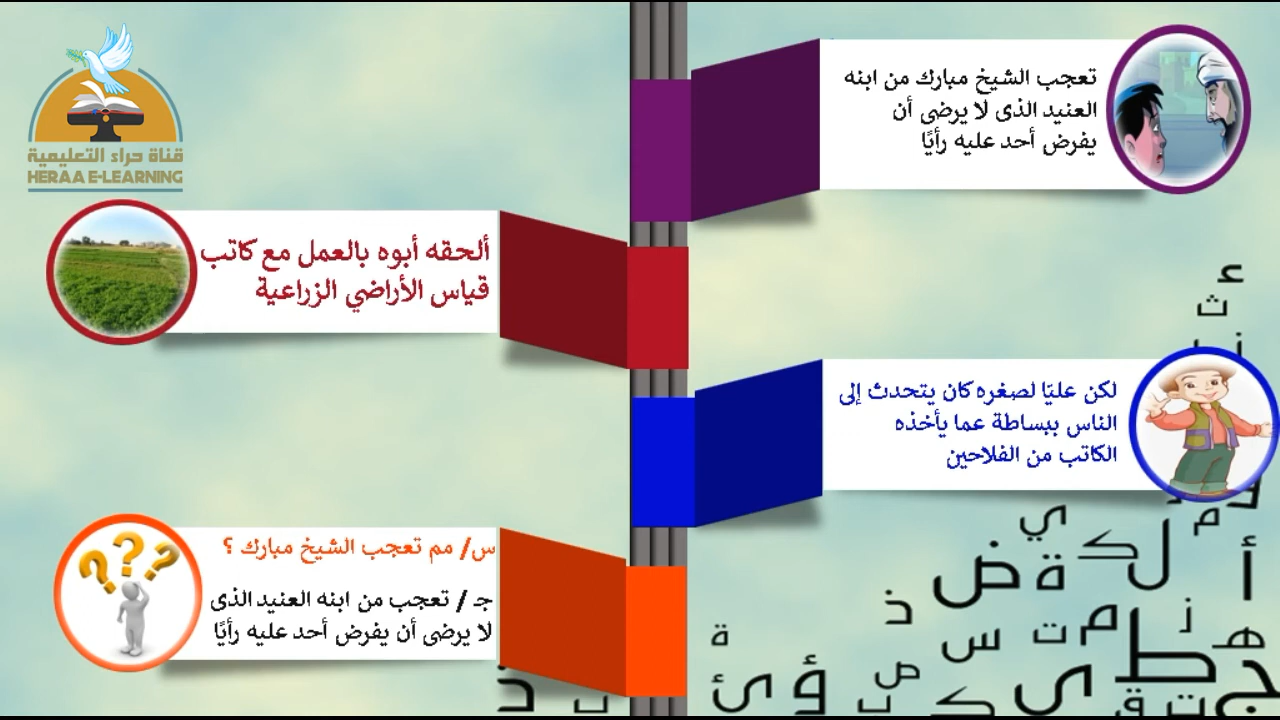 قناة حراء التعليمية
HERAA E-LEARNING
تعجب الشيخ مبارك من ابنه
العنيد الذى لا يرضى أن
يفرض أحد عليه رأيًا
ألحقه أبوه بالعمل مع كاتب
قياس الأراضي الزراعية
لكن عليًا لصغره كان يتحدث إلى
الناس ببساطة عما يأخذه
الكاتب من الفلاحين
س/ مم تعجب الشيخ مبارك ؟
جـ / تعجب من ابنه العنيد الذى
لا يرضى أن يفرض أحد عليه رأيًا